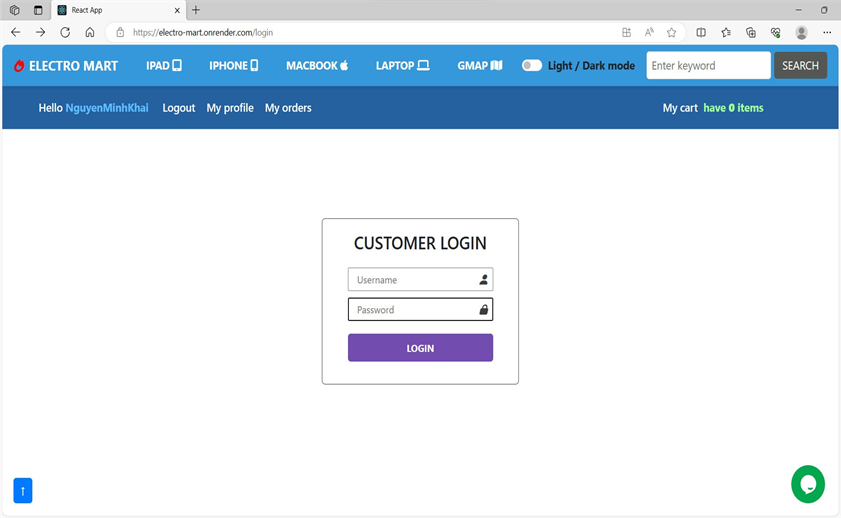 React App
https://electro-mart.onrender.com/login
ELECTRO MART IPAD IPHONE MACBOOK LAPTOP GMAP Light / Dark mode Enter keyword SEARCH
Hello NguyenMinhKhai Logout My profile My orders My cart have 0 items
CUSTOMER LOGIN
Username
Password
LOGIN